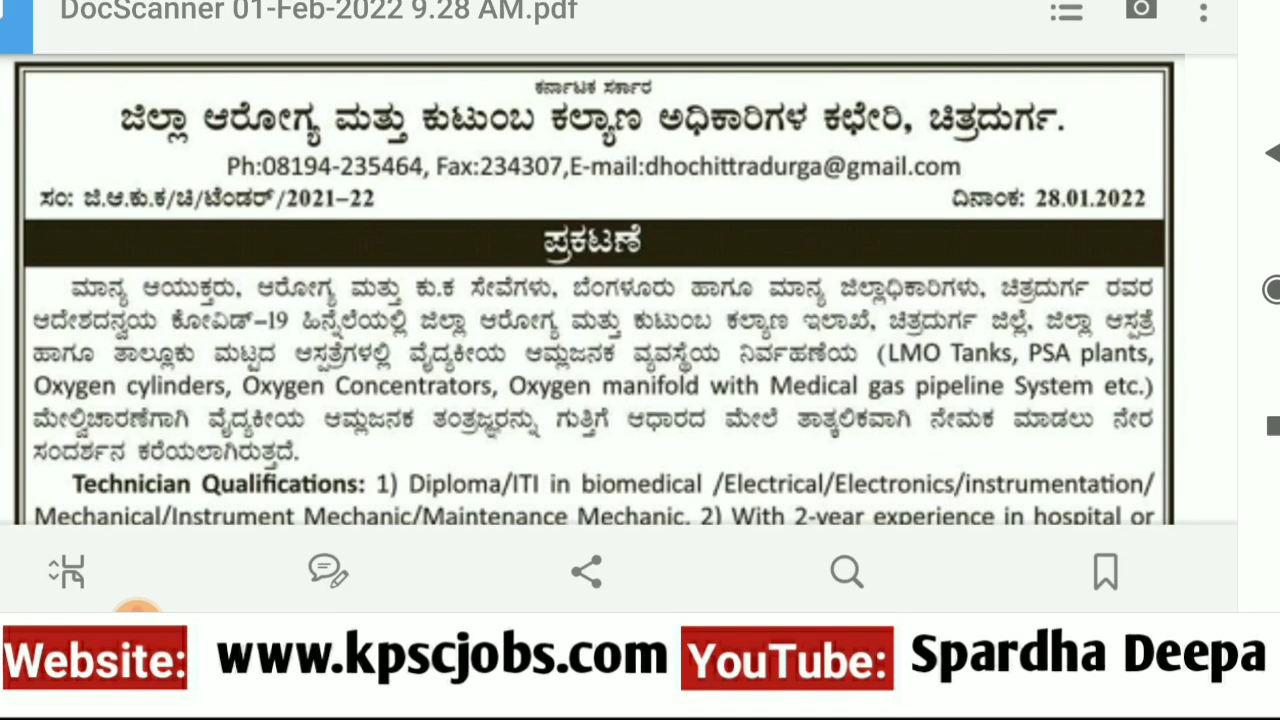 DocScanner 01-Feb-2022 9.28 AM.pdf
ಕರ್ನಾಟಕ ಸರ್ಕಾರ
ಜಿಲ್ಲಾ ಆರೋಗ್ಯ ಮತ್ತು ಕುಟುಂಬ ಕಲ್ಯಾಣ ಅಧಿಕಾರಿಗಳ ಕಛೇರಿ, ಚಿತ್ರದುರ್ಗ.
Ph:08194-235464, Fax:234307,E-mail:dhochittradurga@gmail.com
ಸಂ: ಜಿ.ಆ.ಕು.ಕ/ಚಿ/ಟೆಂಡರ್/2021-22 ದಿನಾಂಕ: 28.01.2022
ಪ್ರಕಟಣೆ
ಮಾನ್ಯ ಆಯುಕ್ತರು, ಆರೋಗ್ಯ ಮತ್ತು ಕು.ಕ ಸೇವೆಗಳು, ಬೆಂಗಳೂರು ಹಾಗೂ ಮಾನ್ಯ ಜಿಲ್ಲಾಧಿಕಾರಿಗಳು, ಚಿತ್ರದುರ್ಗ ರವರ
ಆದೇಶದನ್ವಯ ಕೋವಿಡ್-19 ಹಿನ್ನೆಲೆಯಲ್ಲಿ ಜಿಲ್ಲಾ ಆರೋಗ್ಯ ಮತ್ತು ಕುಟುಂಬ ಕಲ್ಯಾಣ ಇಲಾಖೆ, ಚಿತ್ರದುರ್ಗ ಜಿಲ್ಲೆ, ಜಿಲ್ಲಾ ಆಸ್ಪತ್ರೆ
ಹಾಗೂ ತಾಲ್ಲೂಕು ಮಟ್ಟದ ಆಸ್ಪತ್ರೆಗಳಲ್ಲಿ ವೈದ್ಯಕೀಯ ಆಮ್ಲಜನಕ ವ್ಯವಸ್ಥೆಯ ನಿರ್ವಹಣೆಯ (LMO Tanks, PSA plants,
Oxygen cylinders, Oxygen Concentrators, Oxygen manifold with Medical gas pipeline System etc.)
ಮೇಲ್ವಿಚಾರಣೆಗಾಗಿ ವೈದ್ಯಕೀಯ ಆಮ್ಲಜನಕ ತಂತ್ರಜ್ಞರನ್ನು ಗುತ್ತಿಗೆ ಆಧಾರದ ಮೇಲೆ ತಾತ್ಕಲಿಕವಾಗಿ ನೇಮಕ ಮಾಡಲು ನೇರ
ಸಂದರ್ಶನ ಕರೆಯಲಾಗಿರುತ್ತದೆ.
Technician Qualifications: 1) Diploma/ITI in biomedical /Electrical/Electronics/instrumentation/
Mechanical/Instrument Mechanic/Maintenance Mechanic. 2) With 2-year experience in hospital or
Website: www.kpscjobs.com YouTube: Spardha Deepa